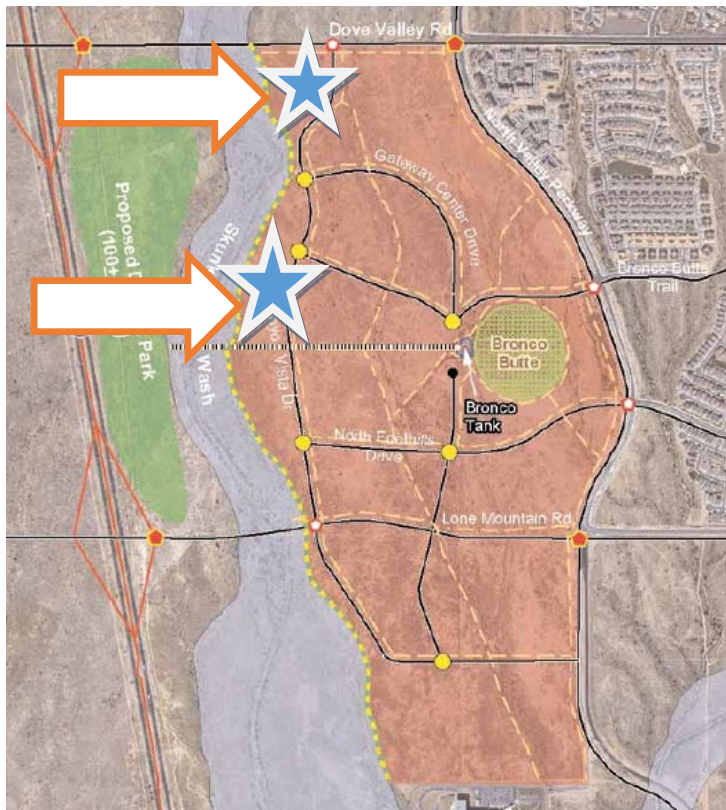 Dove Valley Rd
North Valley Parkway
Gateway Center Drive
Proposed D
Park
(100+
Skunk
Wash
Bronco Butte
Trail
Bronco
Butte
Vista Dr
Bronco
Tank
North Foothills
Drive
Lone Mountain Rd